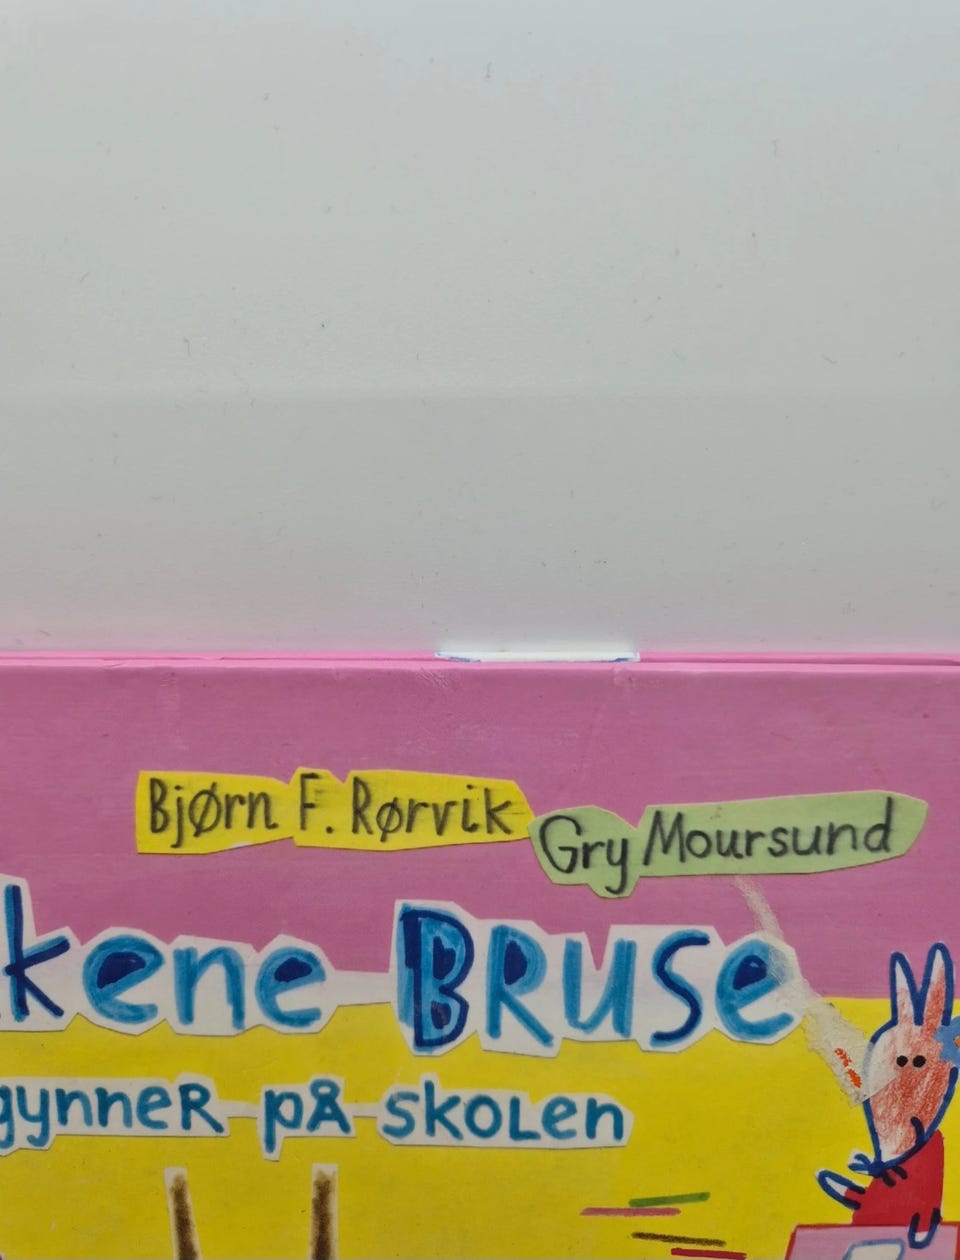 Bjørn F. Rørvik Gry Moursund
kene BRUSe
gynneR på skolen